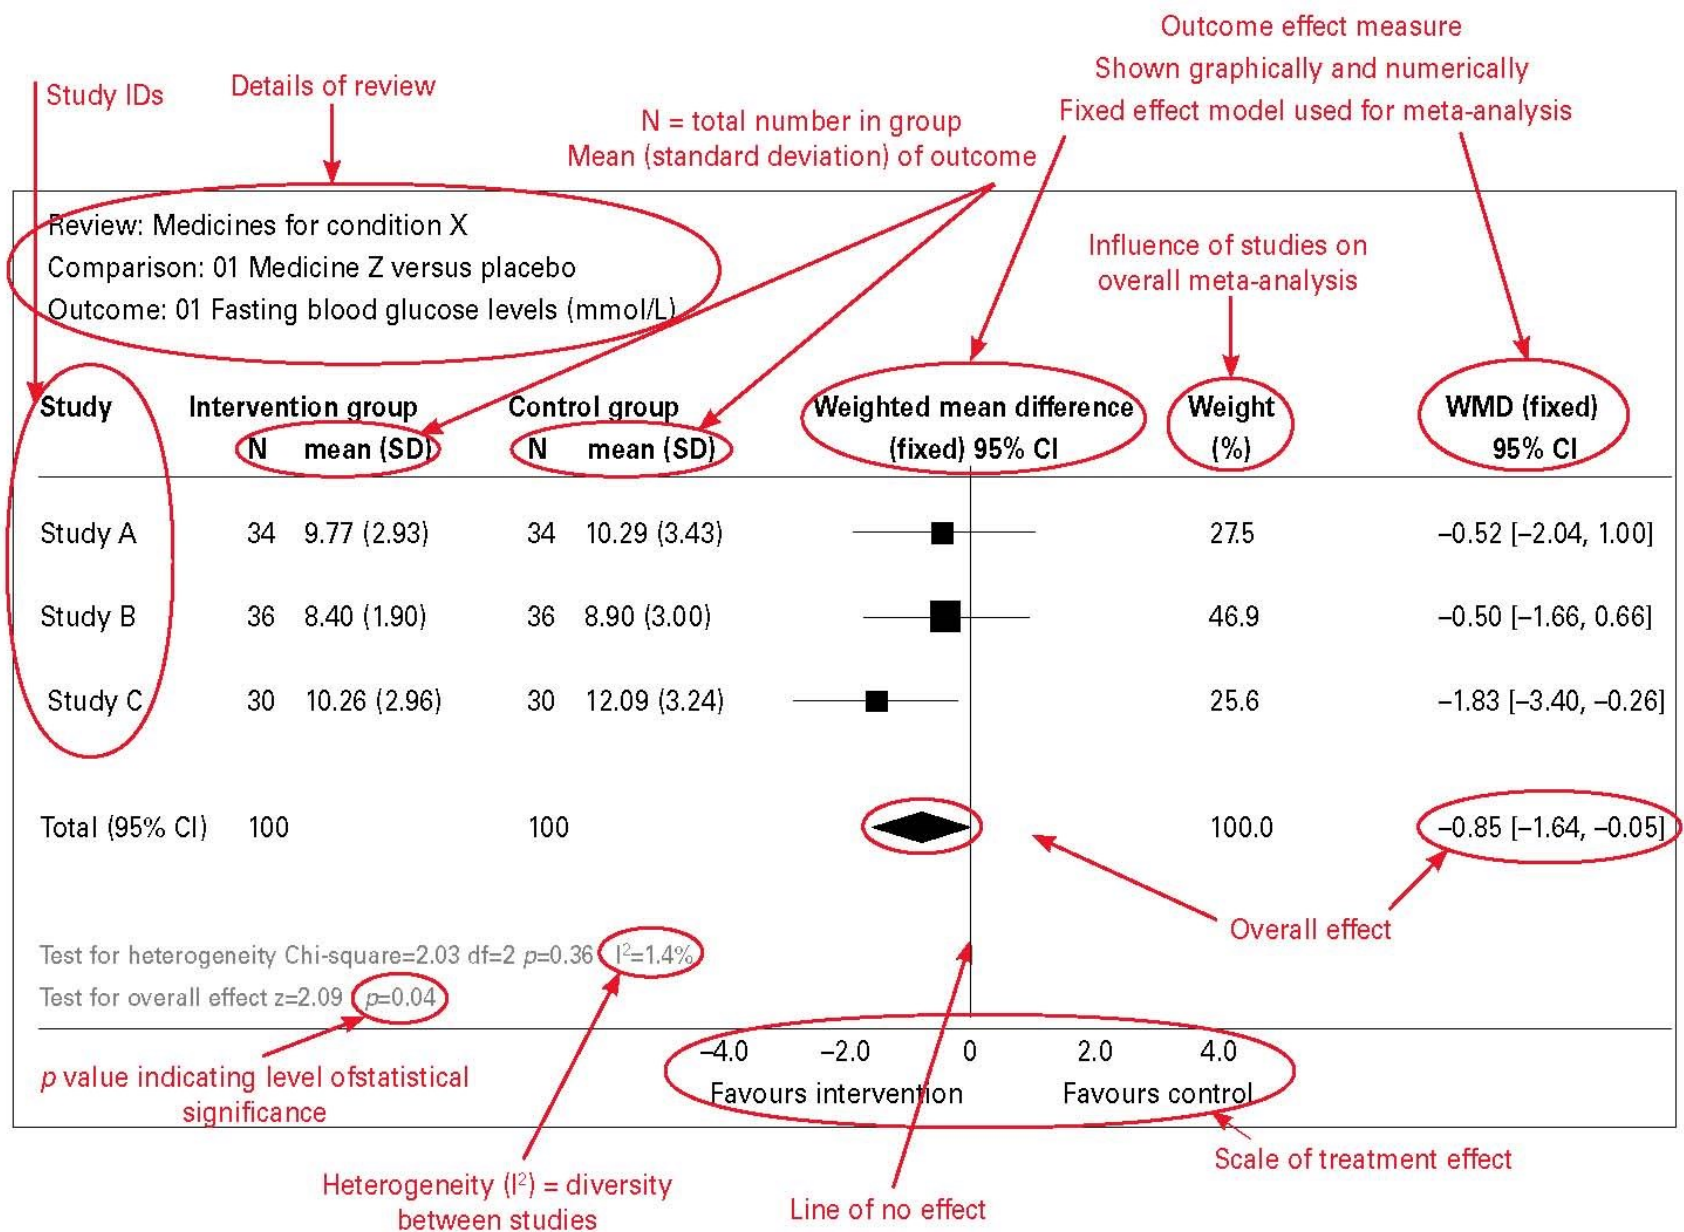 Outcome effect measure
Shown graphically and numerically
Fixed effect model used for meta-analysis
Study IDs
Details of review
N = total number in group
Mean (standard deviation) of outcome
Review: Medicines for condition X
Comparison: 01 Medicine Z versus placebo
Outcome: 01 Fasting blood glucose levels (mmol/L)
Influence of studies on
overall meta-analysis
Study Intervention group Control group Weighted mean difference Weight WMD (fixed)
N mean (SD) N mean (SD) (fixed) 95% CI (%) 95% CI
Study A 34 9.77 (2.93) 34 10.29 (3.43) 27.5 –0.52 [–2.04, 1.00]
Study B 36 8.40 (1.90) 36 8.90 (3.00) 46.9 –0.50 [–1.66, 0.66]
Study C 30 10.26 (2.96) 30 12.09 (3.24) 25.6 –1.83 [–3.40, –0.26]
Total (95% CI) 100 100 100.0 –0.85 [–1.64, –0.05]
Overall effect
Test for heterogeneity Chi-square=2.03 df=2 p=0.36 I²=1.4%
Test for overall effect z=2.09 p=0.04
–4.0 –2.0 0 2.0 4.0
Favours intervention Favours control
p value indicating level ofstatistical
significance
Scale of treatment effect
Heterogeneity (I²) = diversity
between studies
Line of no effect